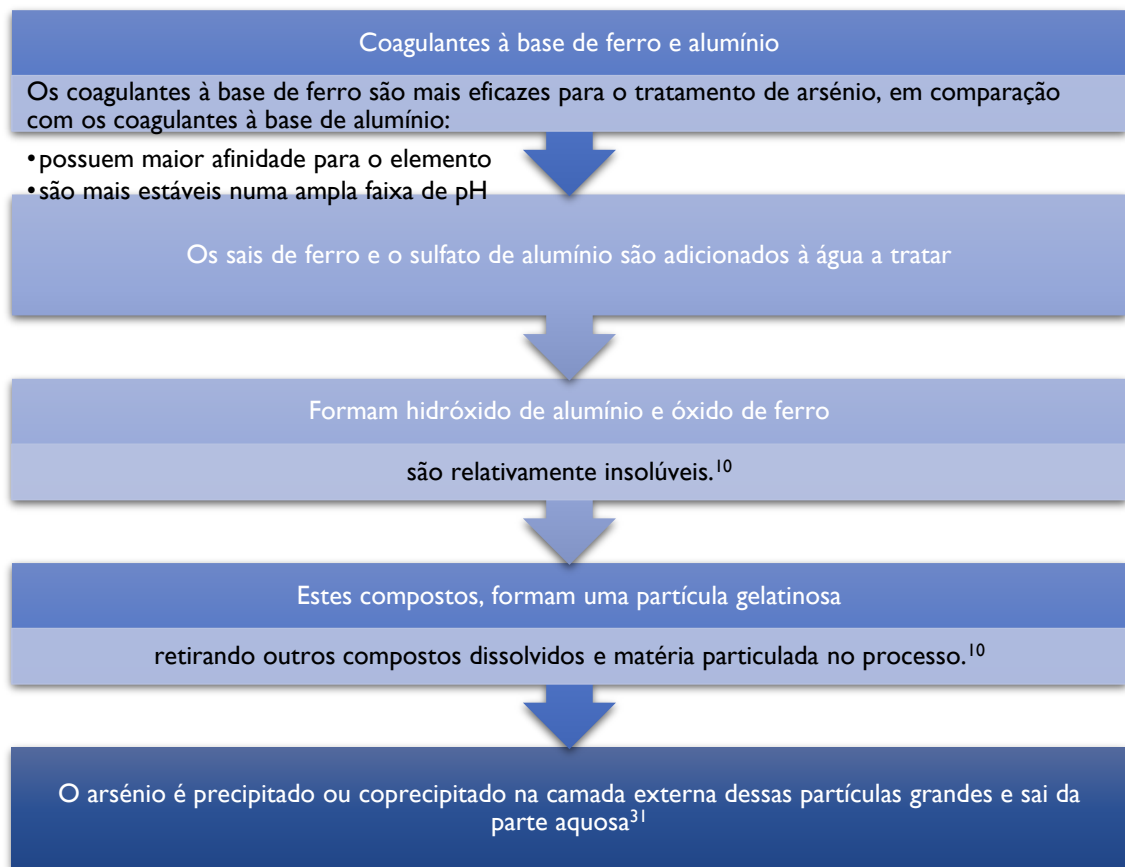 Coagulantes à base de ferro e alumínio
Os coagulantes à base de ferro são mais eficazes para o tratamento de arsénio, em comparação
com os coagulantes à base de alumínio:
•possuem maior afinidade para o elemento
•são mais estáveis numa ampla faixa de pH
Os sais de ferro e o sulfato de alumínio são adicionados à água a tratar
Formam hidróxido de alumínio e óxido de ferro
são relativamente insolúveis.¹⁰
Estes compostos, formam uma partícula gelatinosa
retirando outros compostos dissolvidos e matéria particulada no processo.¹⁰
O arsénio é precipitado ou coprecipitado na camada externa dessas partículas grandes e sai da
parte aquosa³¹